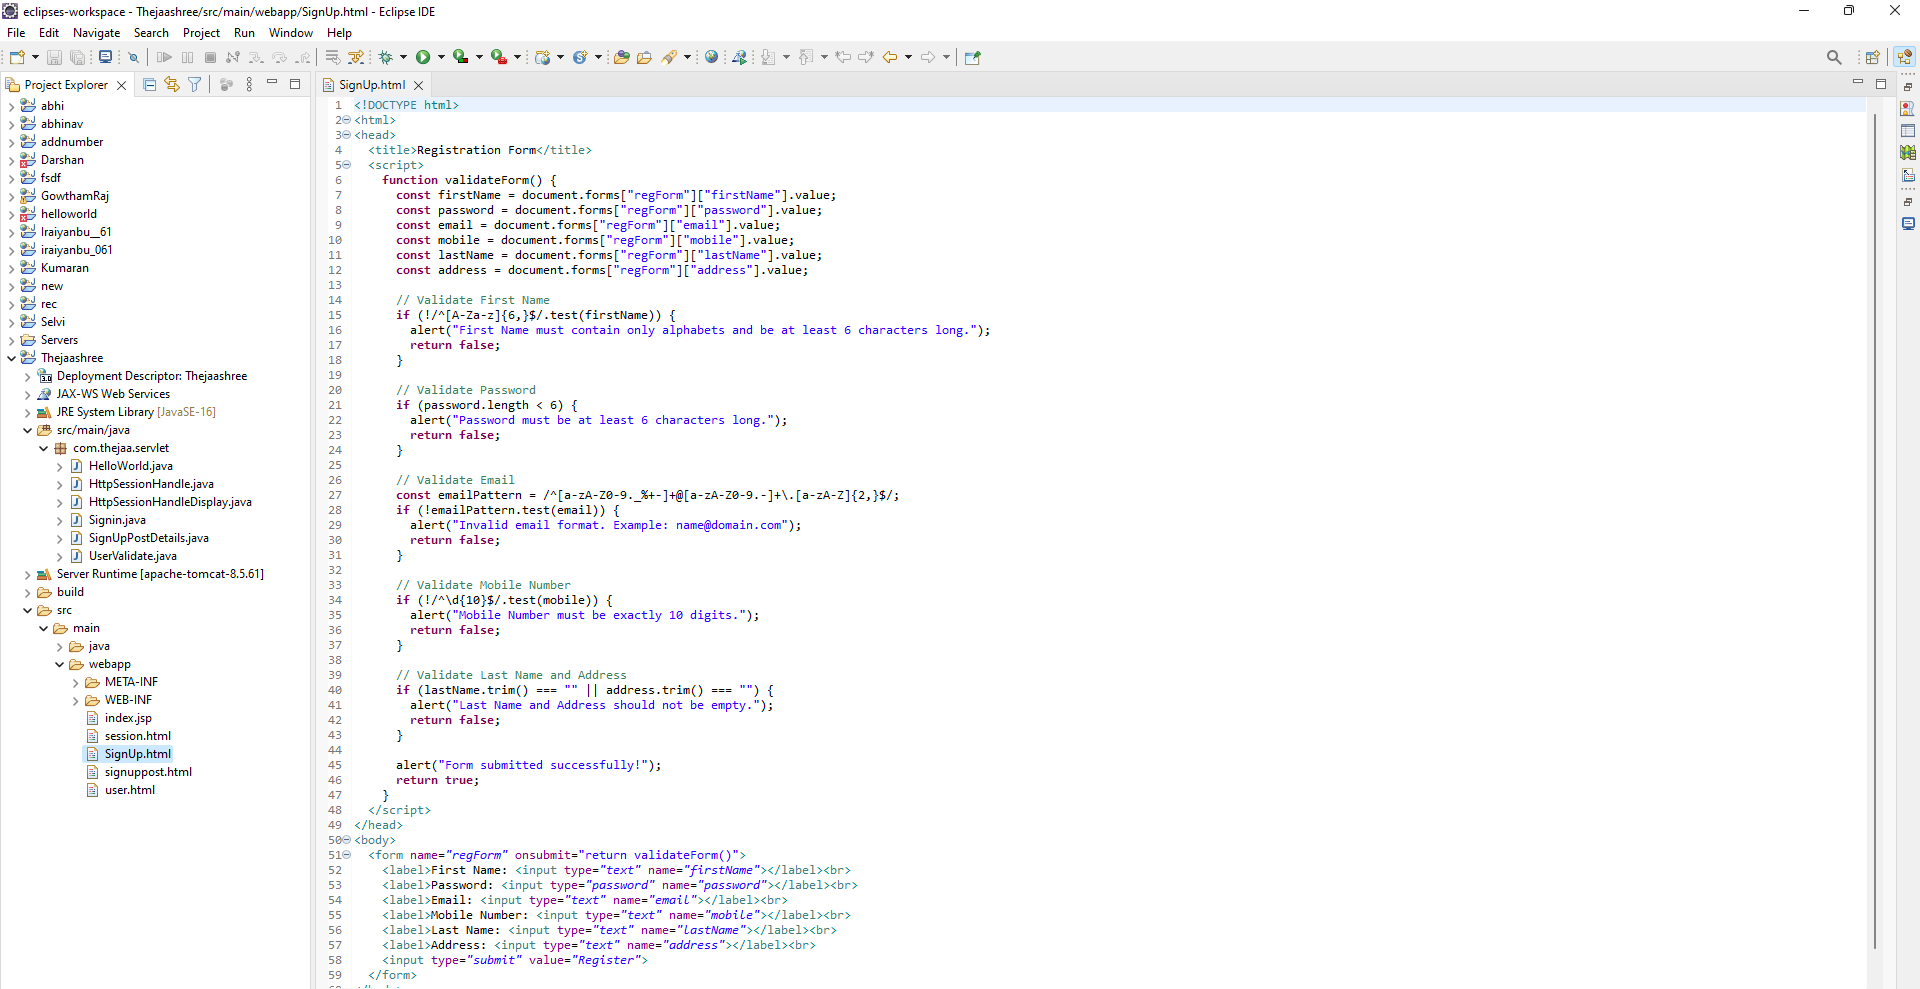 eclipses-workspace - Thejaashree/src/main/webapp/SignUp.html - Eclipse IDE
File Edit Navigate Search Project Run Window Help
Project Explorer
abhi
abhinav
addnumber
Darshan
fsdf
GowthamRaj
helloworld
Iraiyanbu__61
iraiyanbu_061
Kumaran
new
rec
Selvi
Servers
Thejaashree
Deployment Descriptor: Thejaashree
JAX-WS Web Services
JRE System Library [JavaSE-16]
src/main/java
com.thejaa.servlet
HelloWorld.java
HttpSessionHandle.java
HttpSessionHandleDisplay.java
Signin.java
SignUpPostDetails.java
UserValidate.java
Server Runtime [apache-tomcat-8.5.61]
build
src
main
java
webapp
META-INF
WEB-INF
index.jsp
session.html
SignUp.html
signuppost.html
user.html
SignUp.html
1 <!DOCTYPE html>
2 <html>
3 <head>
4 <title>Registration Form</title>
5 <script>
6 function validateForm() {
7 const firstName = document.forms["regForm"]["firstName"].value;
8 const password = document.forms["regForm"]["password"].value;
9 const email = document.forms["regForm"]["email"].value;
10 const mobile = document.forms["regForm"]["mobile"].value;
11 const lastName = document.forms["regForm"]["lastName"].value;
12 const address = document.forms["regForm"]["address"].value;
13
14 // Validate First Name
15 if (!/^[A-Za-z]{6,}$/.test(firstName)) {
16 alert("First Name must contain only alphabets and be at least 6 characters long.");
17 return false;
18 }
19
20 // Validate Password
21 if (password.length < 6) {
22 alert("Password must be at least 6 characters long.");
23 return false;
24 }
25
26 // Validate Email
27 const emailPattern = /^[a-zA-Z0-9._%+-]+@[a-zA-Z0-9.-]+\.[a-zA-Z]{2,}$/;
28 if (!emailPattern.test(email)) {
29 alert("Invalid email format. Example: name@domain.com");
30 return false;
31 }
32
33 // Validate Mobile Number
34 if (!/^\d{10}$/.test(mobile)) {
35 alert("Mobile Number must be exactly 10 digits.");
36 return false;
37 }
38
39 // Validate Last Name and Address
40 if (lastName.trim() === "" || address.trim() === "") {
41 alert("Last Name and Address should not be empty.");
42 return false;
43 }
44
45 alert("Form submitted successfully!");
46 return true;
47 }
48 </script>
49 </head>
50 <body>
51 <form name="regForm" onsubmit="return validateForm()">
52 <label>First Name: <input type="text" name="firstName"></label><br>
53 <label>Password: <input type="password" name="password"></label><br>
54 <label>Email: <input type="text" name="email"></label><br>
55 <label>Mobile Number: <input type="text" name="mobile"></label><br>
56 <label>Last Name: <input type="text" name="lastName"></label><br>
57 <label>Address: <input type="text" name="address"></label><br>
58 <input type="submit" value="Register">
59 </form>